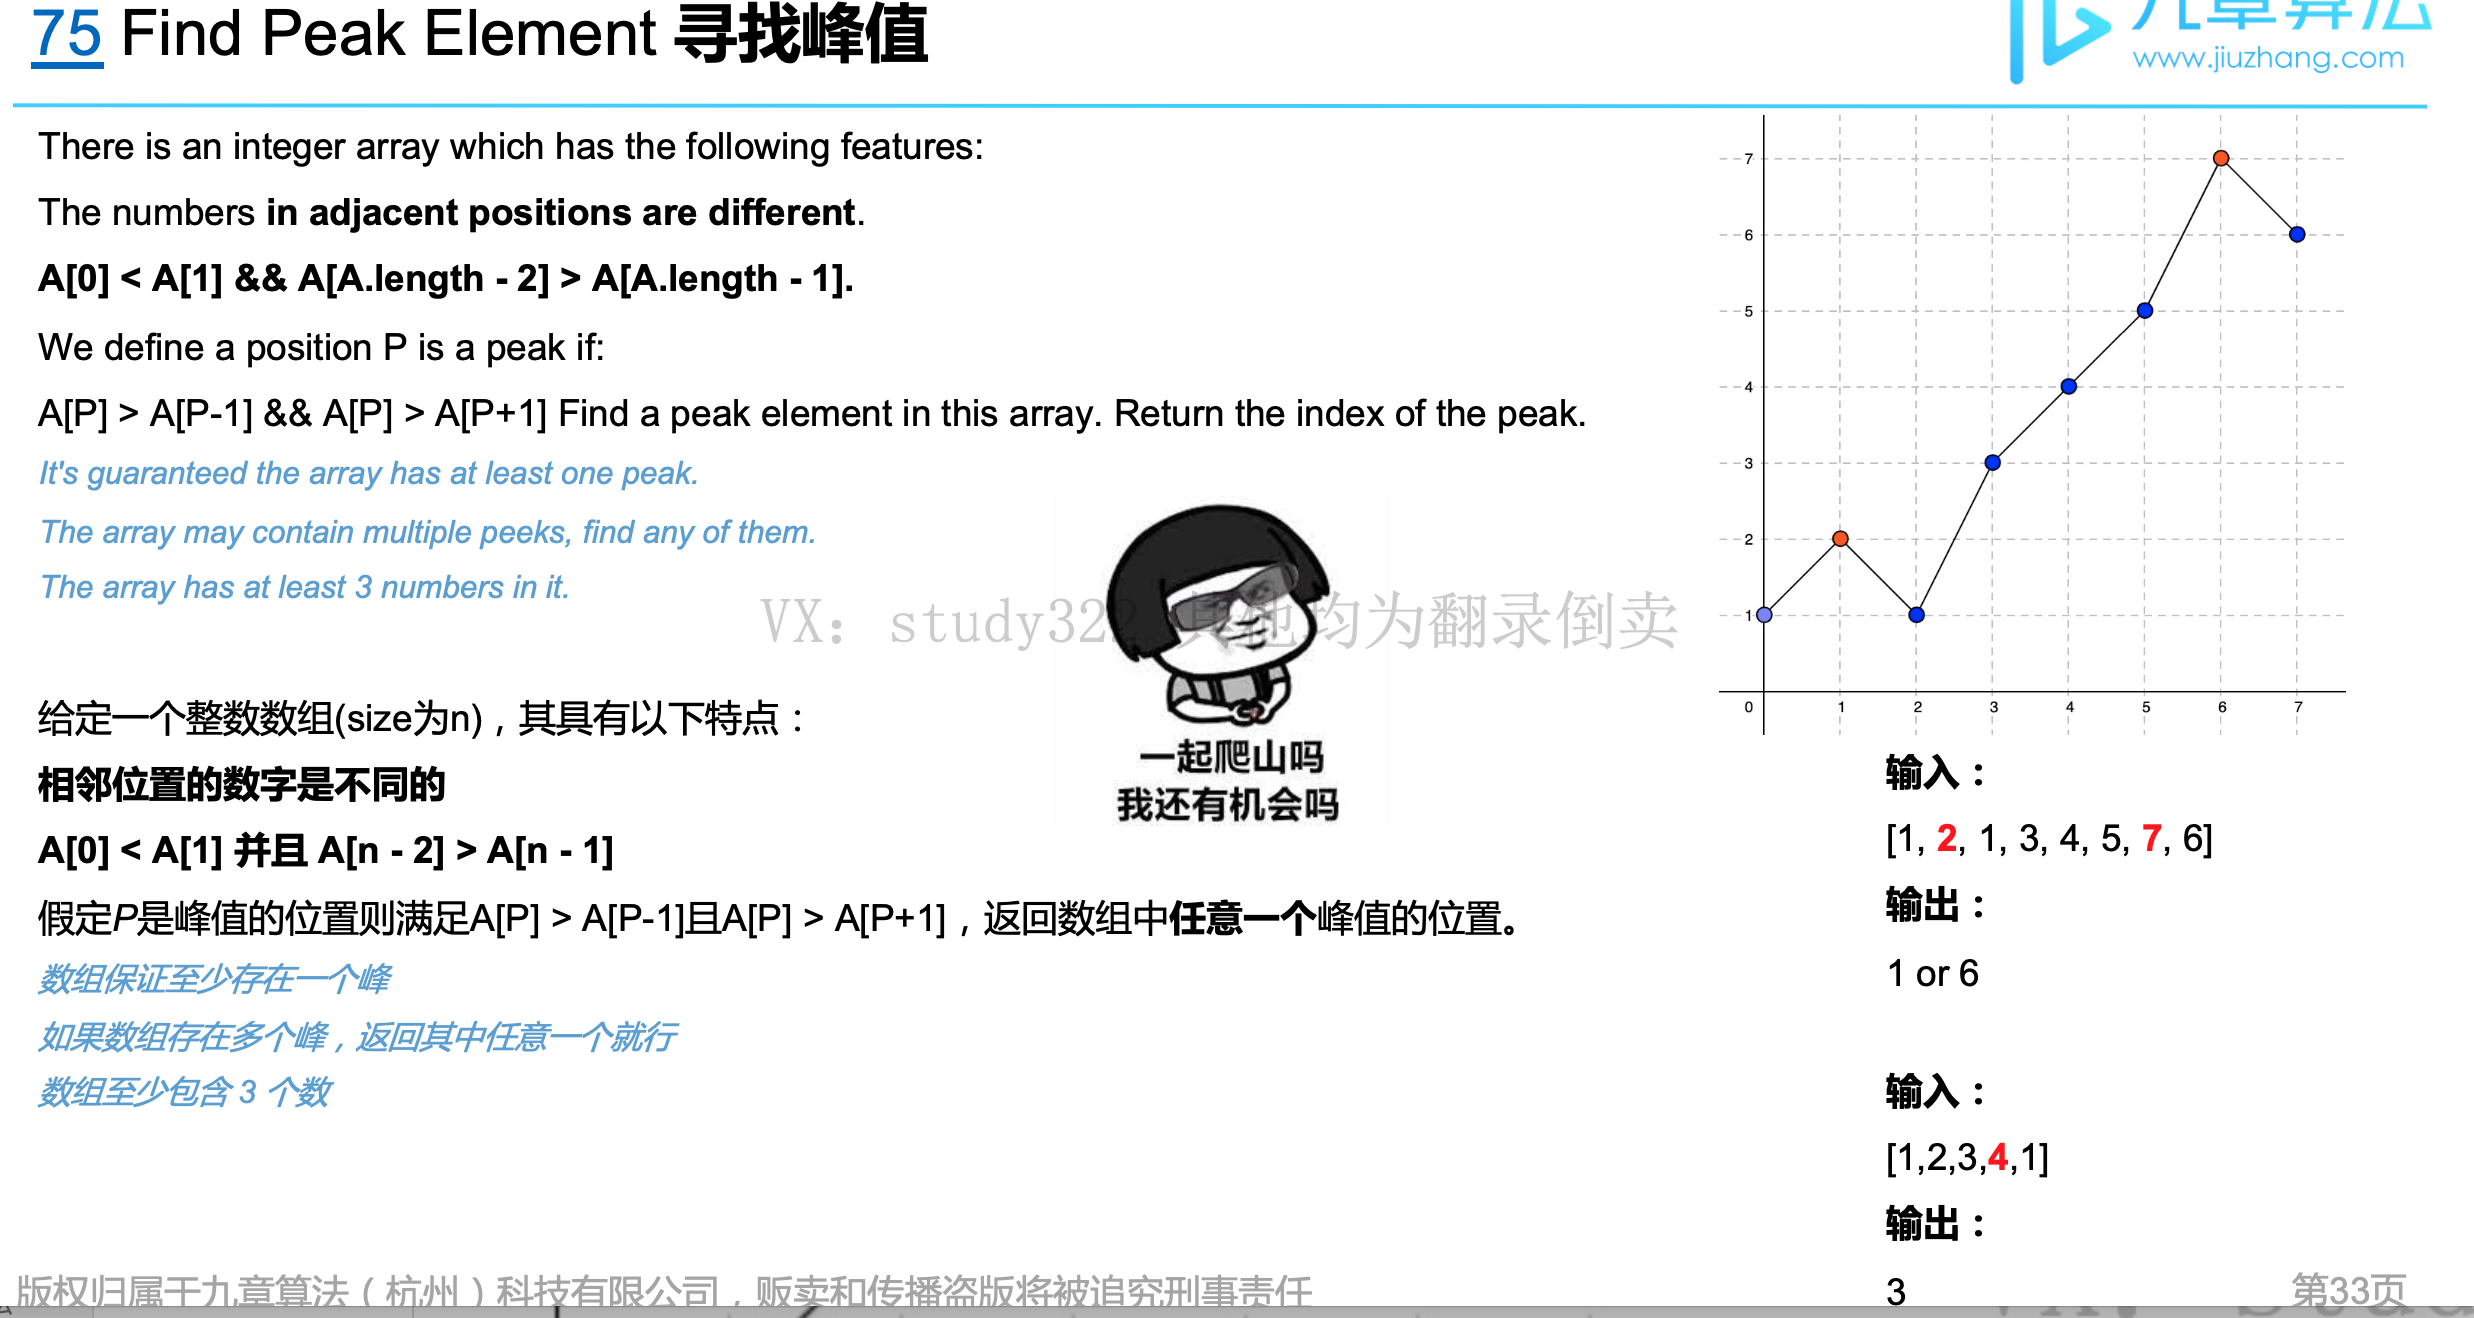 75 Find Peak Element 寻找峰值
九章算法
www.jiuzhang.com
There is an integer array which has the following features:
The numbers in adjacent positions are different.
A[0] < A[1] && A[A.length - 2] > A[A.length - 1].
We define a position P is a peak if:
A[P] > A[P-1] && A[P] > A[P+1] Find a peak element in this array. Return the index of the peak.
It's guaranteed the array has at least one peak.
The array may contain multiple peeks, find any of them.
The array has at least 3 numbers in it.
VX：study322 其他均为翻录倒卖
给定一个整数数组(size为n)，其具有以下特点：
相邻位置的数字是不同的
A[0] < A[1] 并且 A[n - 2] > A[n - 1]
假定P是峰值的位置则满足A[P] > A[P-1]且A[P] > A[P+1]，返回数组中任意一个峰值的位置。
数组保证至少存在一个峰
如果数组存在多个峰，返回其中任意一个就行
数组至少包含 3 个数
一起爬山吗
我还有机会吗
7
6
5
4
3
2
1
0 1 2 3 4 5 6 7
输入：
[1, 2, 1, 3, 4, 5, 7, 6]
输出：
1 or 6
输入：
[1,2,3,4,1]
输出：
3
版权归属于九章算法（杭州）科技有限公司，贩卖和传播盗版将被追究刑事责任
第33页